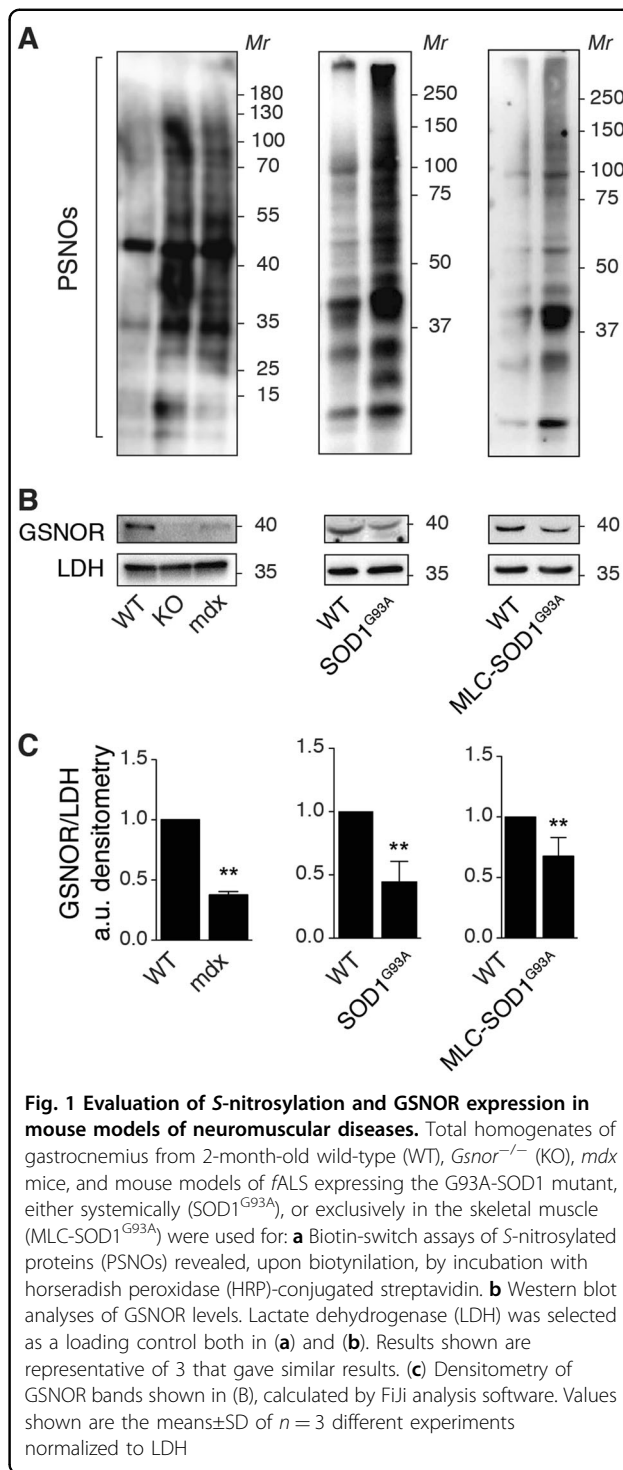 A
Mr
Mr
Mr
PSNOs
180
130
100
70
55
40
35
25
15
250
150
100
75
50
37
250
150
100
75
50
37
B
GSNOR
40
40
40
LDH
35
35
35
WT
KO
mdx
WT
SOD1G93A
WT
MLC-SOD1G93A
C
GSNOR/LDH
a.u. densitometry
1.5
1.0
0.5
0.0
**
WT
mdx
1.5
1.0
0.5
0.0
**
WT
SOD1G93A
1.5
1.0
0.5
0.0
**
WT
MLC-SOD1G93A
Fig. 1 Evaluation of S-nitrosylation and GSNOR expression in
mouse models of neuromuscular diseases. Total homogenates of
gastrocnemius from 2-month-old wild-type (WT), Gsnor−/− (KO), mdx
mice, and mouse models of fALS expressing the G93A-SOD1 mutant,
either systemically (SOD1G93A), or exclusively in the skeletal muscle
(MLC-SOD1G93A) were used for: a Biotin-switch assays of S-nitrosylated
proteins (PSNOs) revealed, upon biotynilation, by incubation with
horseradish peroxidase (HRP)-conjugated streptavidin. b Western blot
analyses of GSNOR levels. Lactate dehydrogenase (LDH) was selected
as a loading control both in (a) and (b). Results shown are
representative of 3 that gave similar results. (c) Densitometry of
GSNOR bands shown in (B), calculated by FiJi analysis software. Values
shown are the means±SD of n = 3 different experiments
normalized to LDH